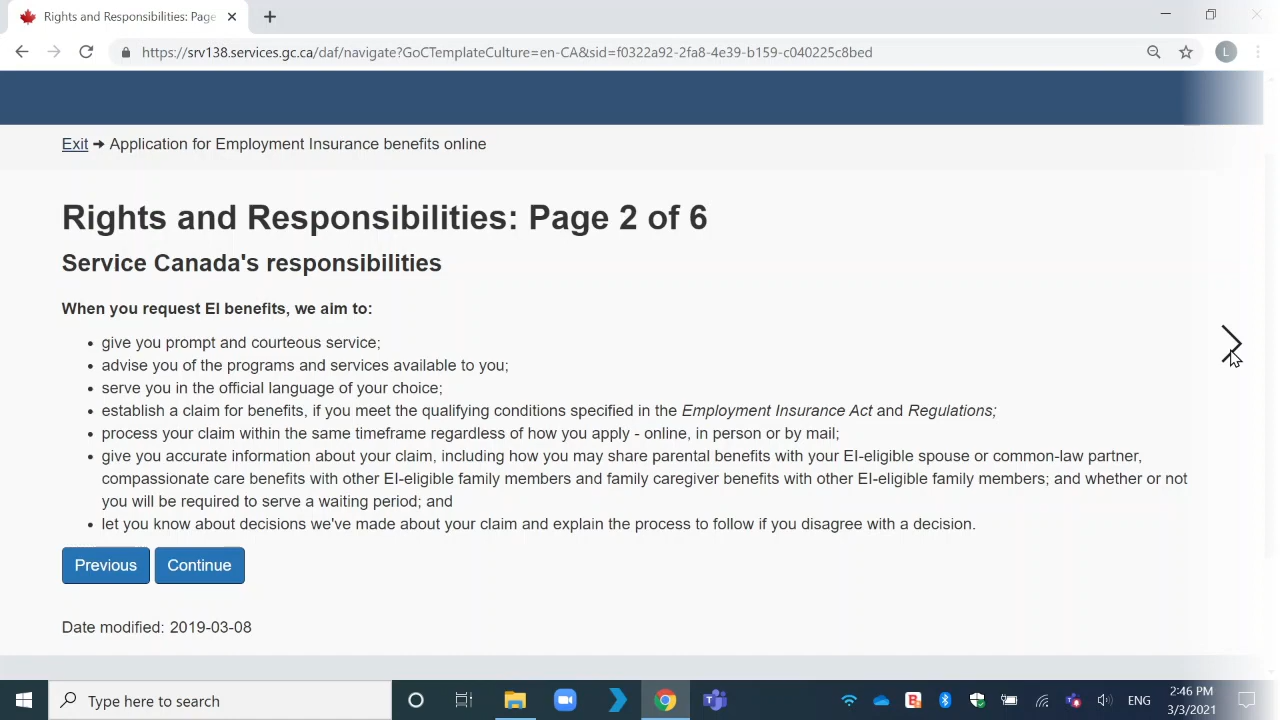 Rights and Responsibilities: Page
https://srv138.services.gc.ca/daf/navigate?GoCTemplateCulture=en-CA&sid=f0322a92-2fa8-4e39-b159-c040225c8bed
L
Exit ➔ Application for Employment Insurance benefits online
Rights and Responsibilities: Page 2 of 6
Service Canada's responsibilities
When you request EI benefits, we aim to:
• give you prompt and courteous service;
• advise you of the programs and services available to you;
• serve you in the official language of your choice;
• establish a claim for benefits, if you meet the qualifying conditions specified in the Employment Insurance Act and Regulations;
• process your claim within the same timeframe regardless of how you apply - online, in person or by mail;
• give you accurate information about your claim, including how you may share parental benefits with your EI-eligible spouse or common-law partner,
compassionate care benefits with other EI-eligible family members and family caregiver benefits with other EI-eligible family members; and whether or not
you will be required to serve a waiting period; and
• let you know about decisions we've made about your claim and explain the process to follow if you disagree with a decision.
Previous Continue
Date modified: 2019-03-08
Type here to search
ENG
2:46 PM
3/3/2021